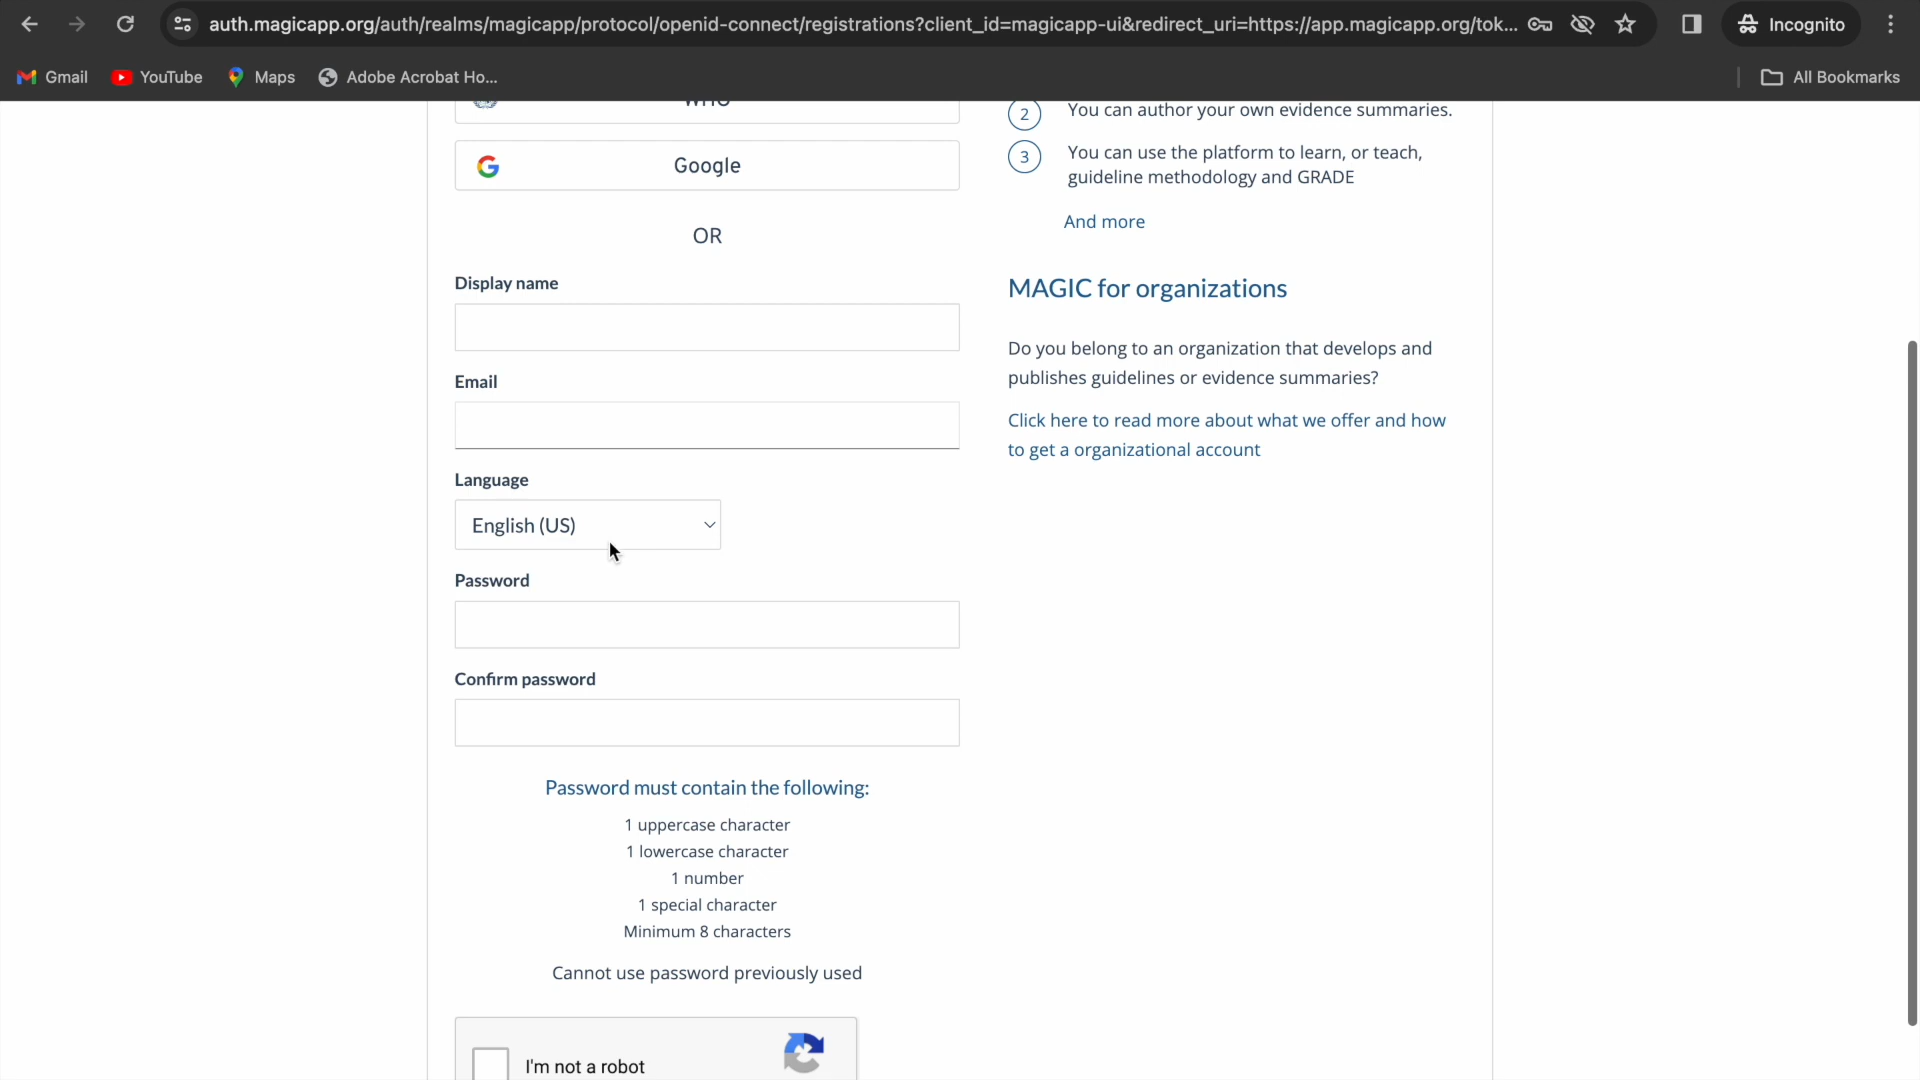 auth.magicapp.org/auth/realms/magicapp/protocol/openid-connect/registrations?client_id=magicapp-ui&redirect_uri=https://app.magicapp.org/tok...
Incognito
Gmail
YouTube
Maps
Adobe Acrobat Ho...
All Bookmarks
WHO
Google
OR
Display name
Email
Language
English (US)
Password
Confirm password
Password must contain the following:
1 uppercase character
1 lowercase character
1 number
1 special character
Minimum 8 characters
Cannot use password previously used
I'm not a robot
2
You can author your own evidence summaries.
3
You can use the platform to learn, or teach,
guideline methodology and GRADE
And more
MAGIC for organizations
Do you belong to an organization that develops and
publishes guidelines or evidence summaries?
Click here to read more about what we offer and how
to get a organizational account